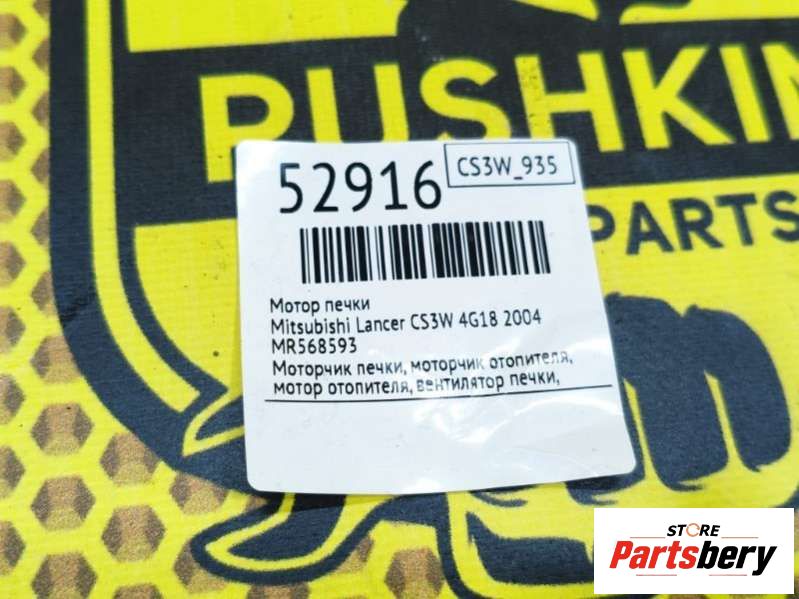 PUSHKIN
PARTS
52916
CS3W_935
Мотор печки
Mitsubishi Lancer CS3W 4G18 2004
MR568593
Моторчик печки, моторчик отопителя,
мотор отопителя, вентилятор печки,
STORE
Partsbery